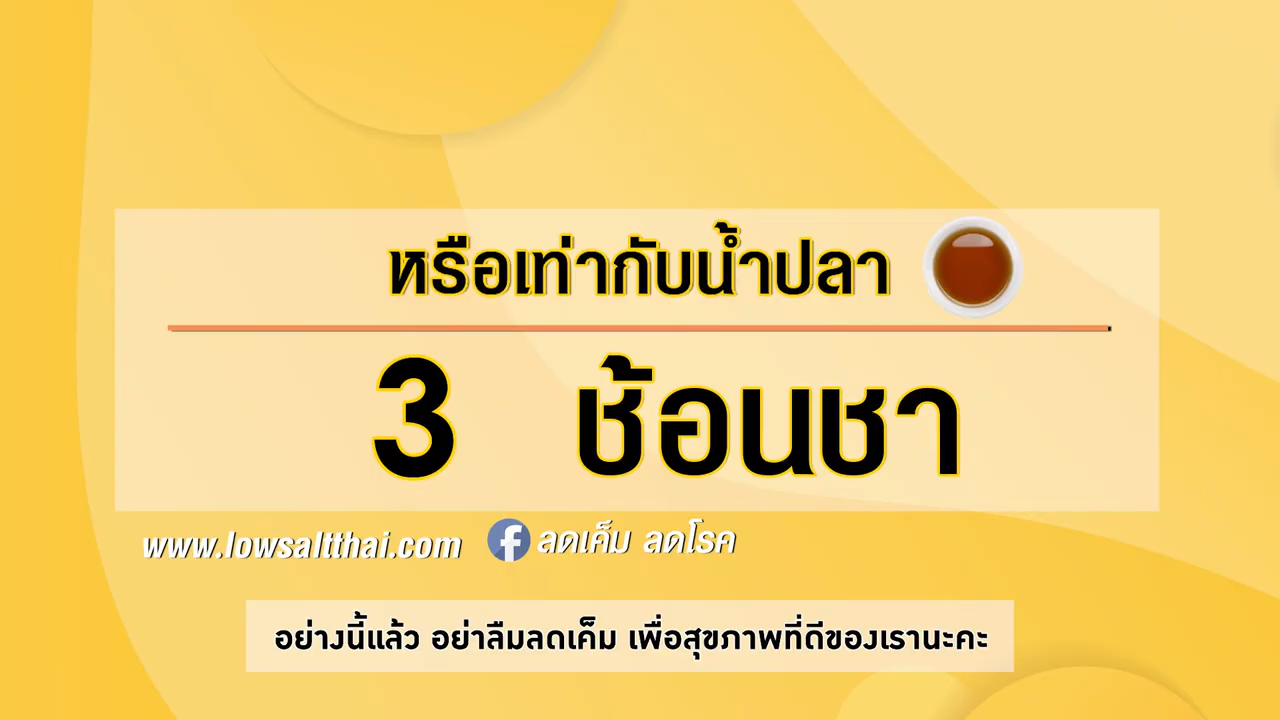 หรือเท่ากับน้ำปลา
3 ช้อนชา
www.lowsaltthai.com ลดเค็ม ลดโรค
อย่างนี้แล้ว อย่าลืมลดเค็ม เพื่อสุขภาพที่ดีของเรานะคะ